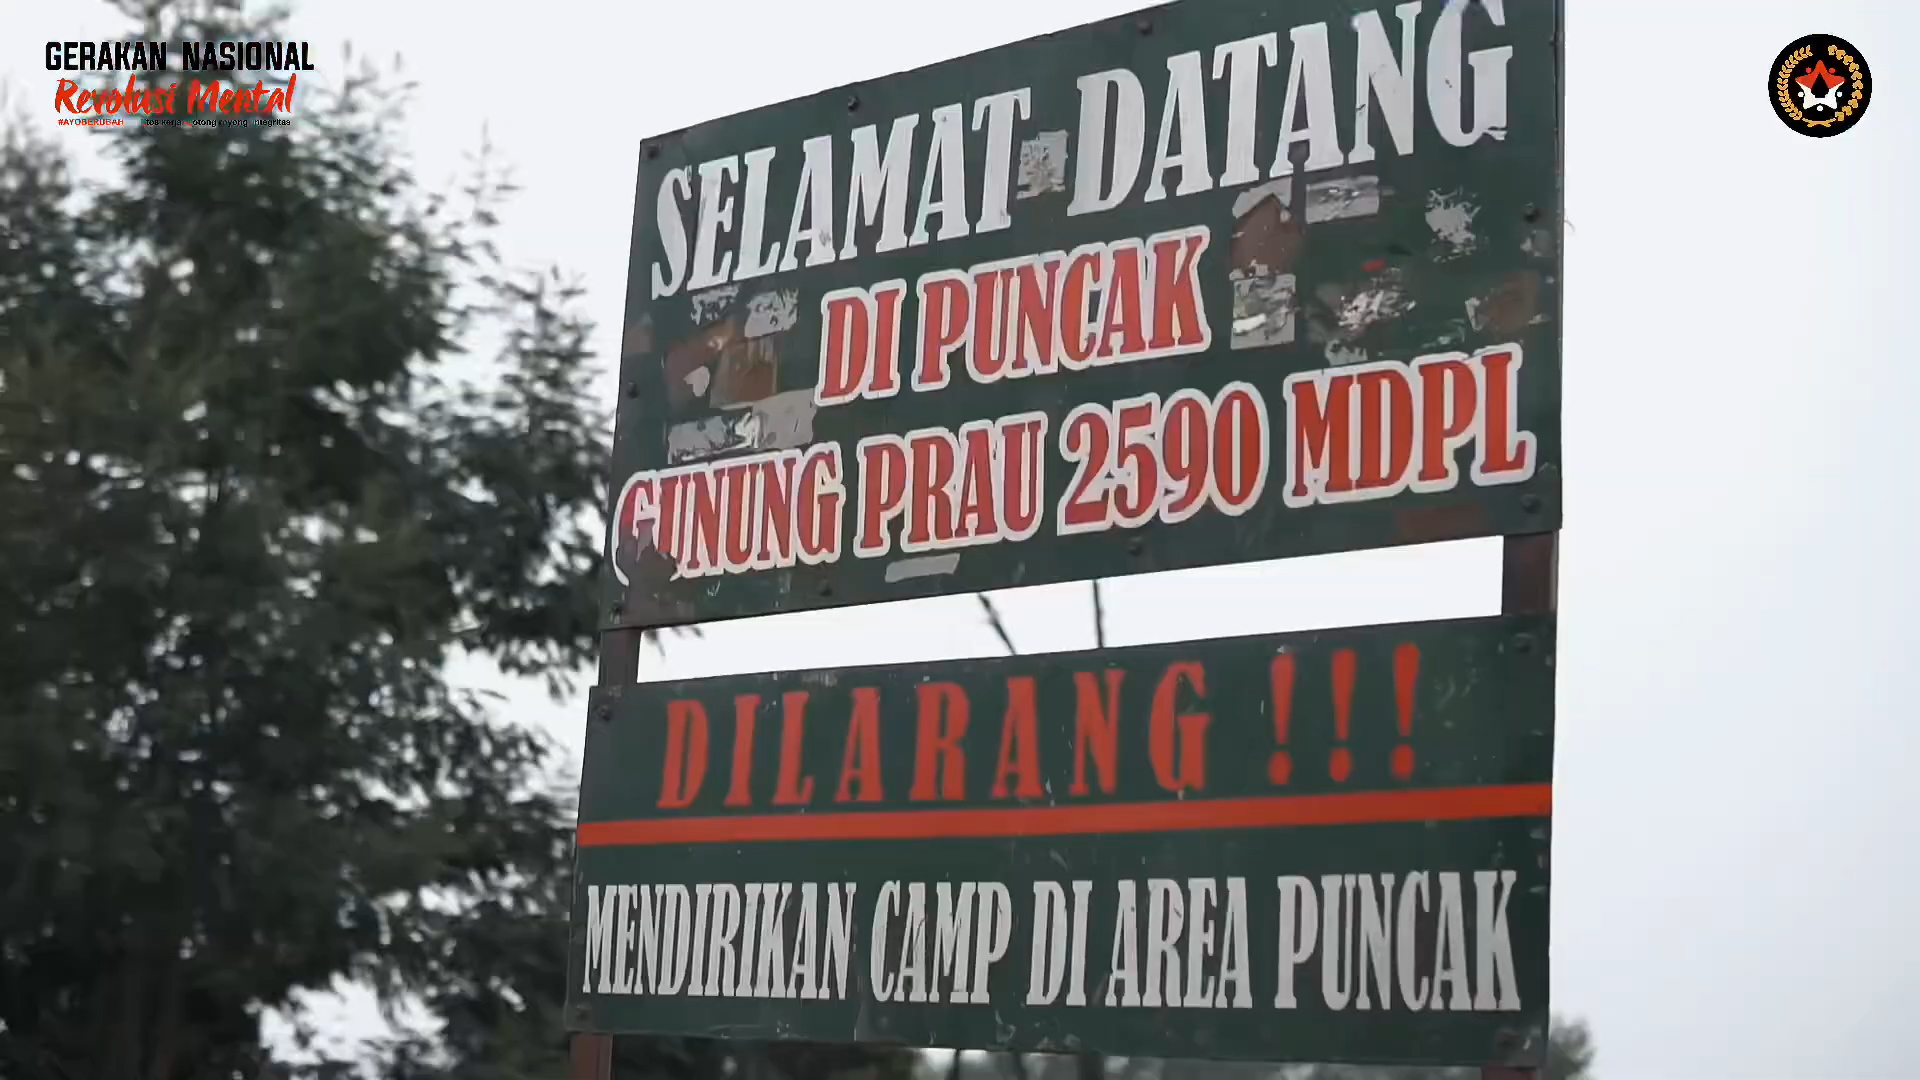 GERAKAN NASIONAL
Revolusi Mental
#AYOBERUBAH
SELAMAT DATANG
DI PUNCAK
GUNUNG PRAU 2590 MDPL
DILARANG !!!
MENDIRIKAN CAMP DI AREA PUNCAK